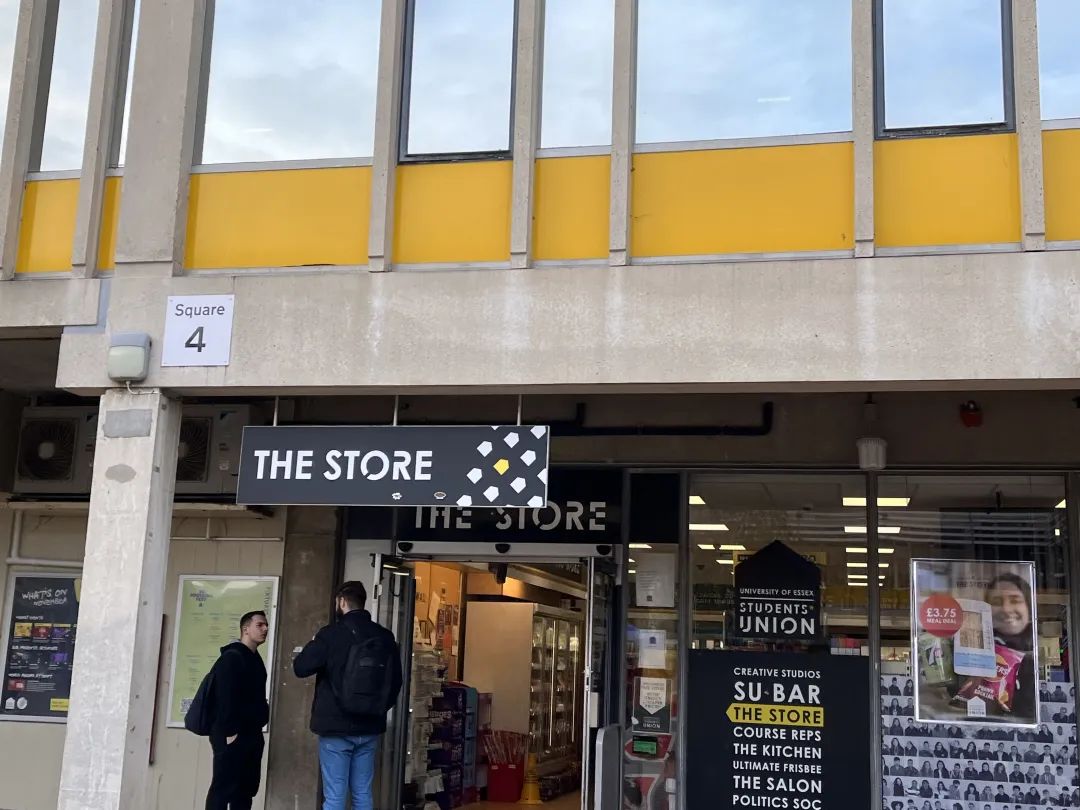 Square
4
THE STORE
THE STORE
WHAT'S ON
NOVEMBER
UNIVERSITY OF ESSEX
STUDENTS'
UNION
£3.75
MEAL DEAL
CREATIVE STUDIOS
SU BAR
THE STORE
COURSE REPS
THE KITCHEN
ULTIMATE FRISBEE
THE SALON
POLITICS SOC